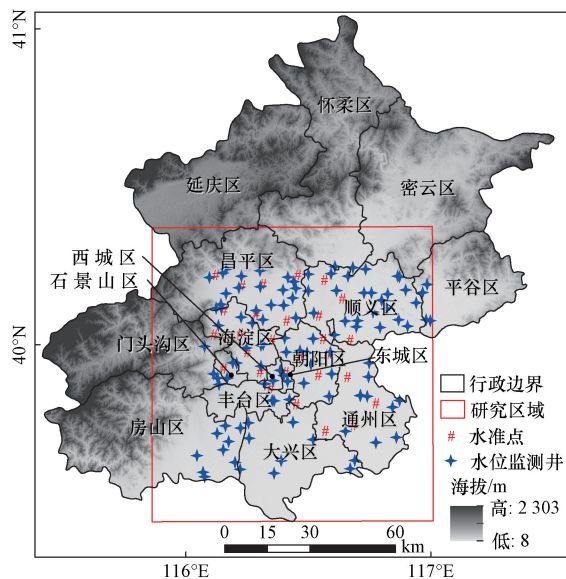 41°N
怀柔区
延庆区
密云区
西城区
昌平区
石景山区
平谷区
顺义区
40°N
门头沟区
海淀区
朝阳区
东城区
丰台区
行政边界
研究区域
房山区
通州区
# 水准点
大兴区
水位监测井
海拔/m
高: 2 303
低: 8
0 15 30 60
km
116°E
117°E